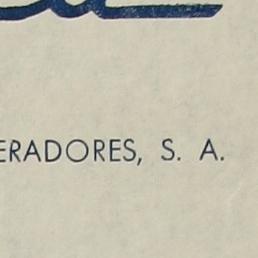 ERADORES, S. A.